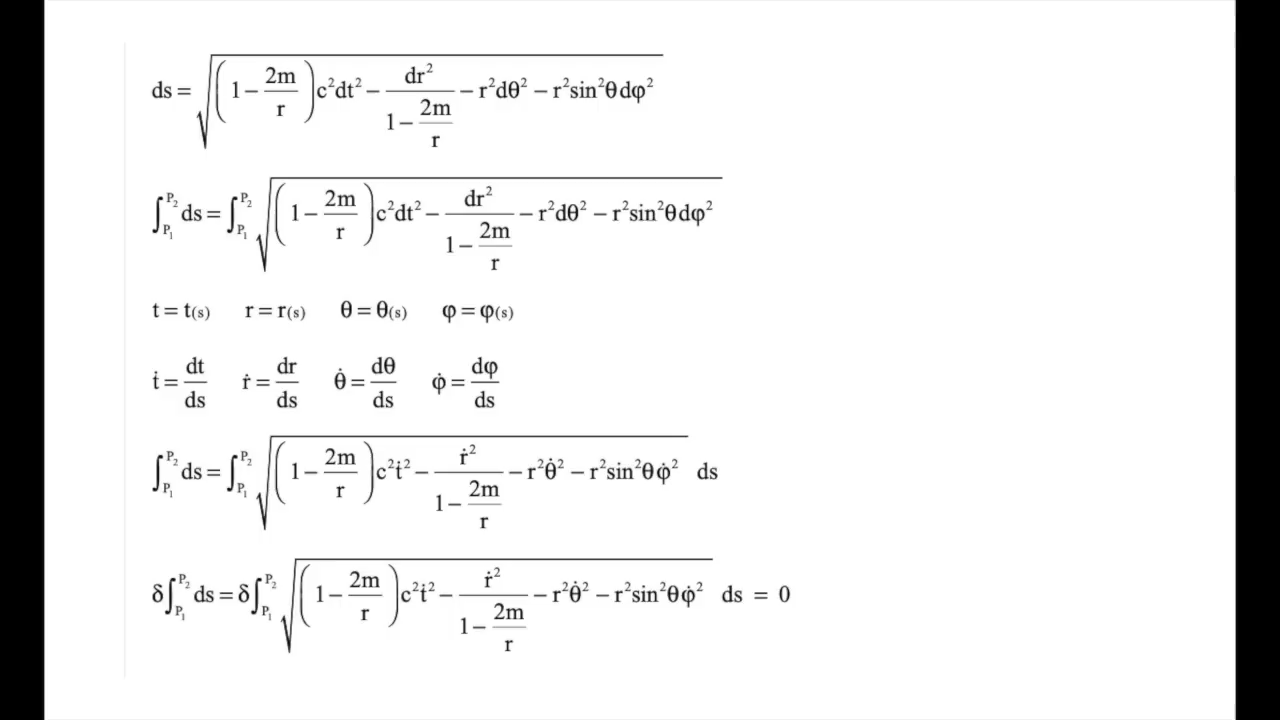 ds = √((1 − 2m/r)c²dt² − dr²/(1 − 2m/r) − r²dθ² − r²sin²θdφ²)
∫_{P₁}^{P₂} ds = ∫_{P₁}^{P₂} √((1 − 2m/r)c²dt² − dr²/(1 − 2m/r) − r²dθ² − r²sin²θdφ²)
t = t(s) r = r(s) θ = θ(s) φ = φ(s)
ṫ = dt/ds ṙ = dr/ds θ̇ = dθ/ds φ̇ = dφ/ds
∫_{P₁}^{P₂} ds = ∫_{P₁}^{P₂} √((1 − 2m/r)c²ṫ² − ṙ²/(1 − 2m/r) − r²θ̇² − r²sin²θφ̇²) ds
δ∫_{P₁}^{P₂} ds = δ∫_{P₁}^{P₂} √((1 − 2m/r)c²ṫ² − ṙ²/(1 − 2m/r) − r²θ̇² − r²sin²θφ̇²) ds = 0